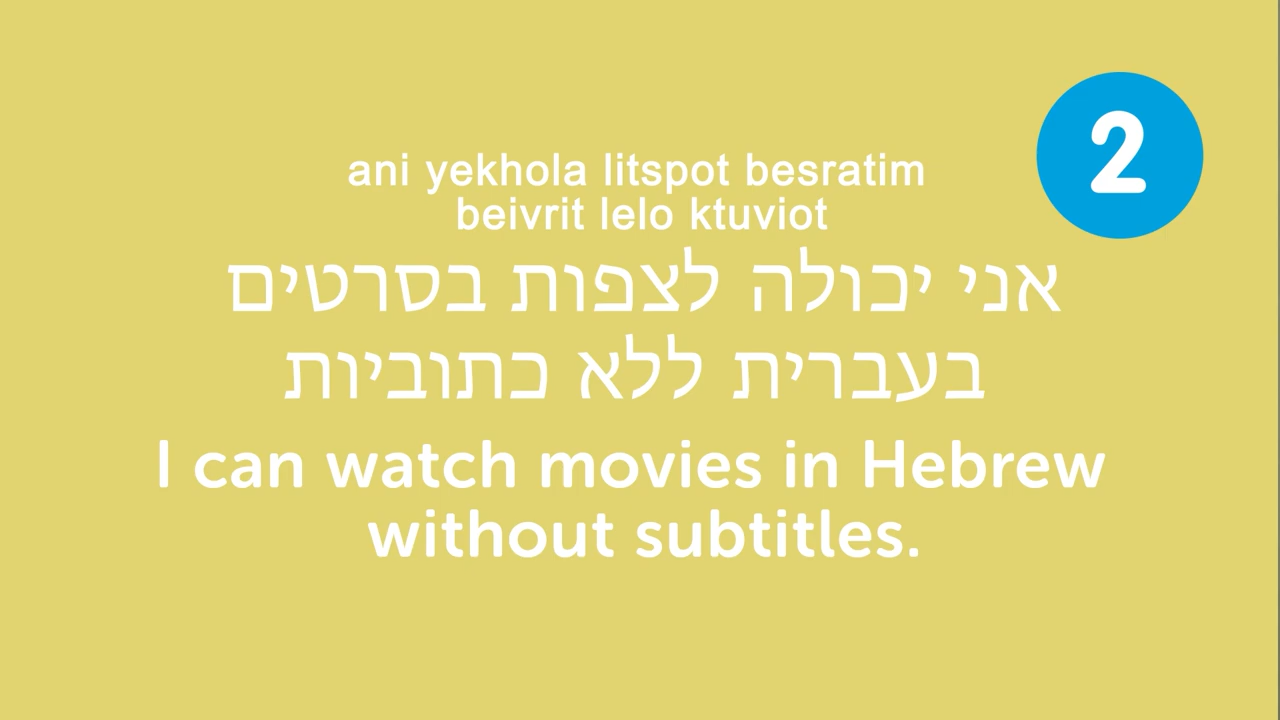 2
ani yekhola litspot besratim
beivrit lelo ktuviot
אני יכולה לצפות בסרטים
בעברית ללא כתוביות
I can watch movies in Hebrew
without subtitles.